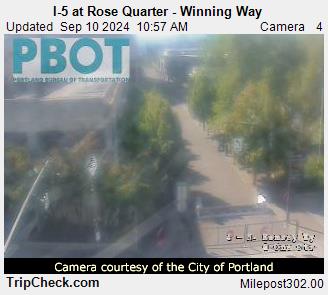 I-5 at Rose Quarter - Winning Way
Updated Sep 10 2024 10:57 AM Camera 4
PBOT
PORTLAND BUREAU OF TRANSPORTATION
Camera courtesy of the City of Portland
TripCheck.com Milepost302.00